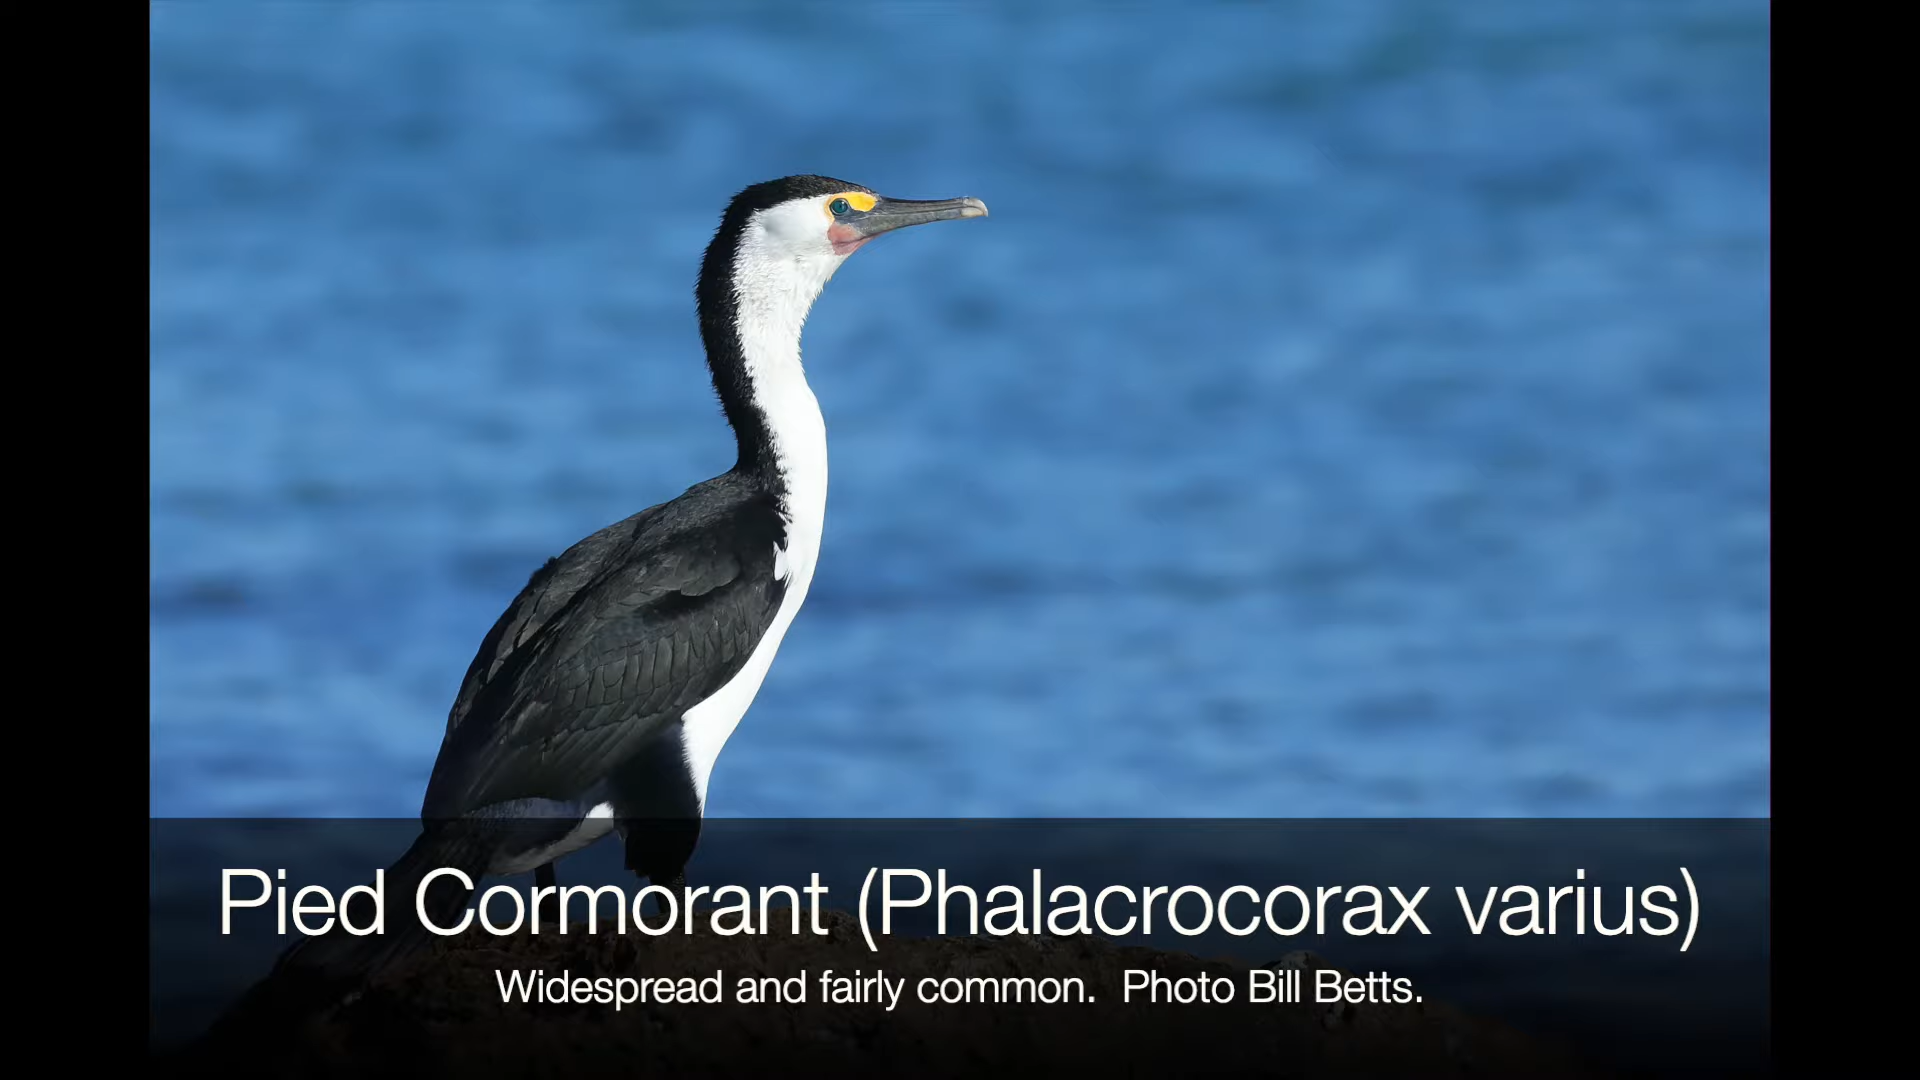 Pied Cormorant (Phalacrocorax varius)
Widespread and fairly common.  Photo Bill Betts.